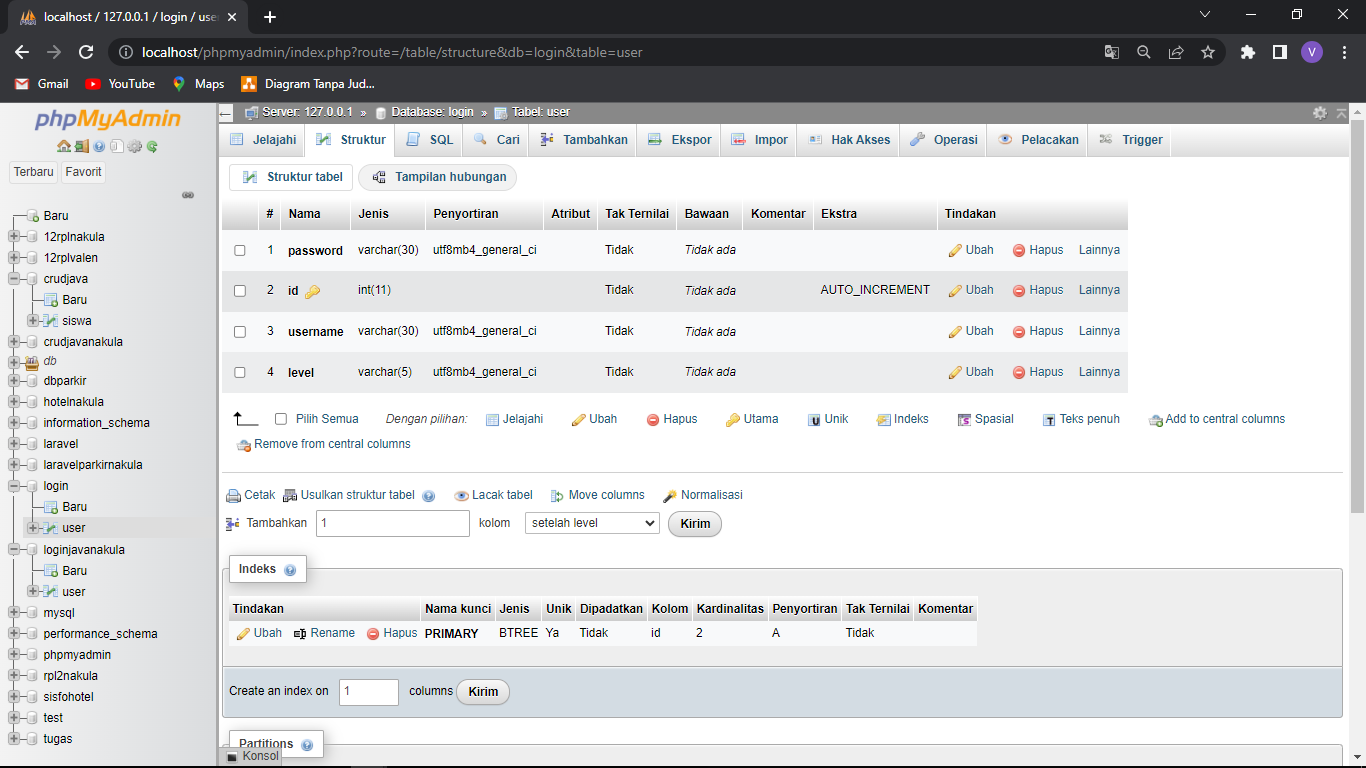 localhost / 127.0.0.1 / login / use
localhost/phpmyadmin/index.php?route=/table/structure&db=login&table=user
V
Gmail YouTube Maps Diagram Tanpa Jud...
phpMyAdmin
Terbaru Favorit
Baru
12rplnakula
12rplvalen
crudjava
Baru
siswa
crudjavanakula
db
dbparkir
hotelnakula
information_schema
laravel
laravelparkirnakula
login
Baru
user
loginjavanakula
Baru
user
mysql
performance_schema
phpmyadmin
rpl2nakula
sisfohotel
test
tugas
Server: 127.0.0.1 » Database: login » Tabel: user
Jelajahi Struktur SQL Cari Tambahkan Ekspor Impor Hak Akses Operasi Pelacakan Trigger
Struktur tabel Tampilan hubungan
# Nama Jenis Penyortiran Atribut Tak Ternilai Bawaan Komentar Ekstra Tindakan
1 password varchar(30) utf8mb4_general_ci Tidak Tidak ada Ubah Hapus Lainnya
2 id int(11) Tidak Tidak ada AUTO_INCREMENT Ubah Hapus Lainnya
3 username varchar(30) utf8mb4_general_ci Tidak Tidak ada Ubah Hapus Lainnya
4 level varchar(5) utf8mb4_general_ci Tidak Tidak ada Ubah Hapus Lainnya
Pilih Semua Dengan pilihan: Jelajahi Ubah Hapus Utama Unik Indeks Spasial Teks penuh Add to central columns
Remove from central columns
Cetak Usulkan struktur tabel Lacak tabel Move columns Normalisasi
Tambahkan 1 kolom setelah level Kirim
Indeks
Tindakan Nama kunci Jenis Unik Dipadatkan Kolom Kardinalitas Penyortiran Tak Ternilai Komentar
Ubah Rename Hapus PRIMARY BTREE Ya Tidak id 2 A Tidak
Create an index on 1 columns Kirim
Partitions
Konsol